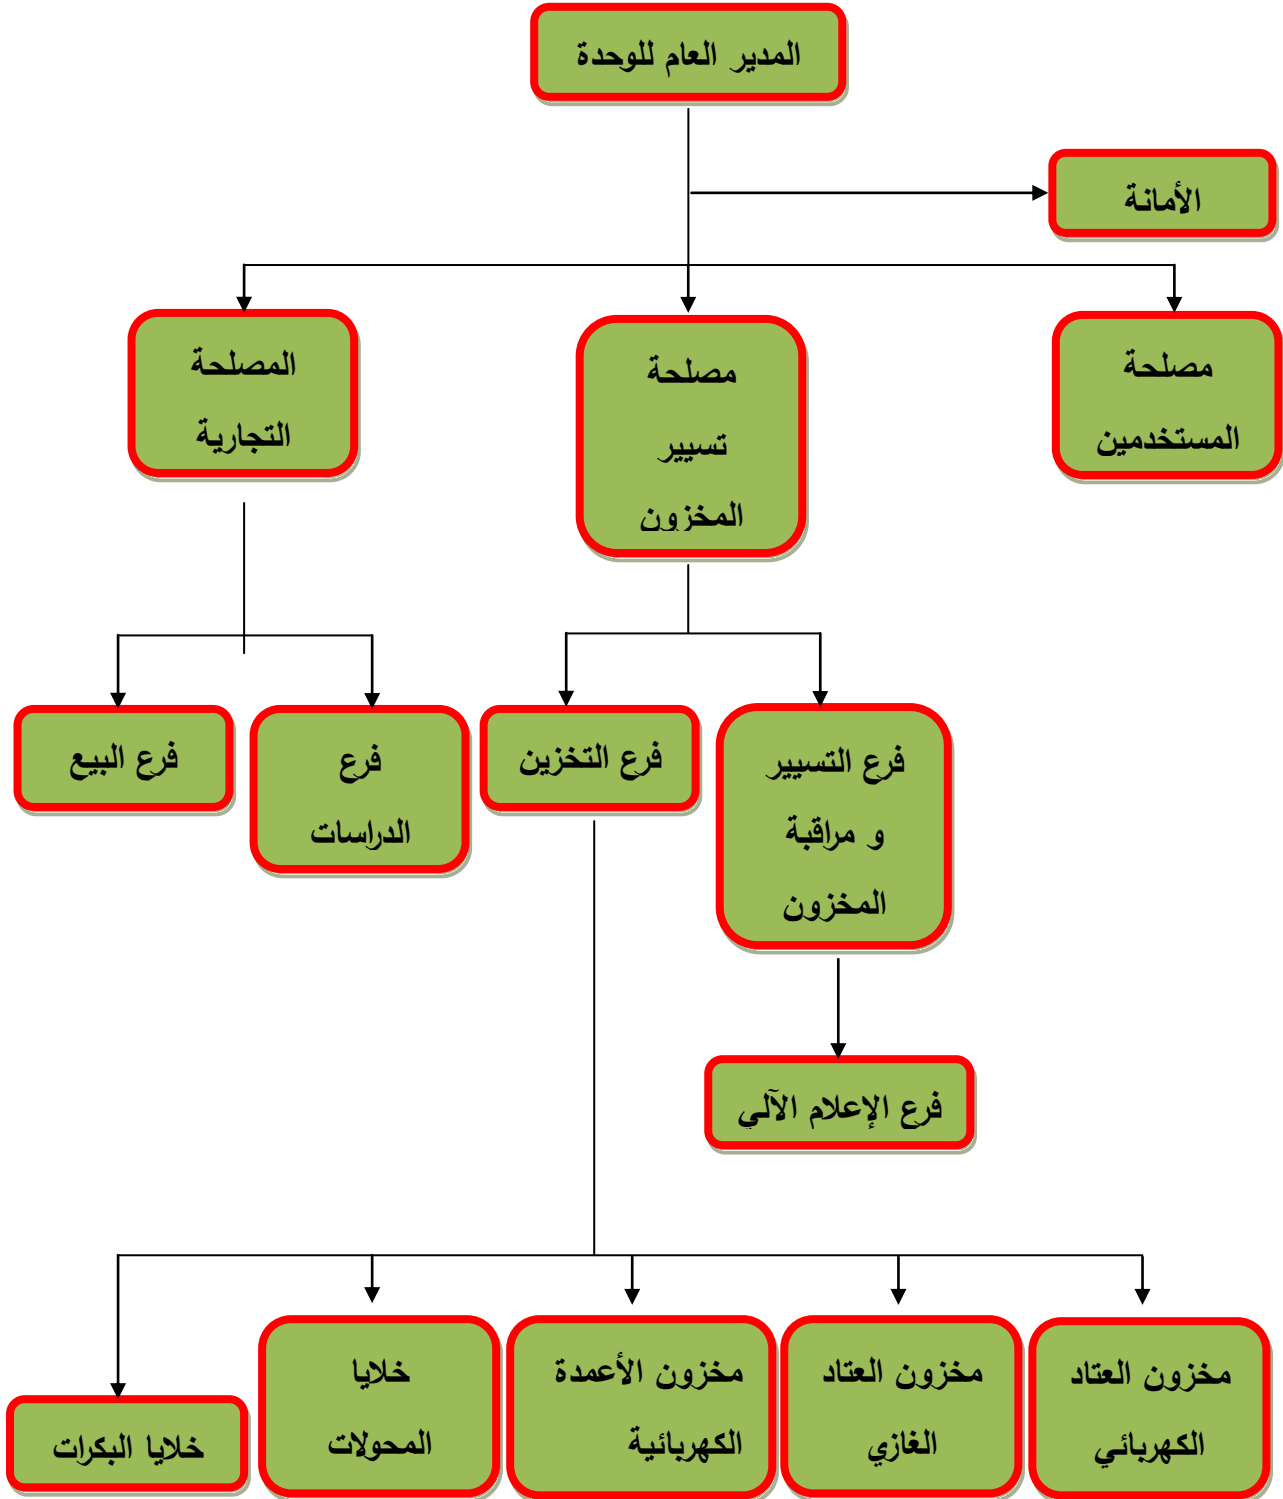 المدير العام للوحدة
الأمانة
مصلحة
المستخدمين
مصلحة
تسيير
المخزون
المصلحة
التجارية
فرع التسيير
و مراقبة
المخزون
فرع التخزين
فرع
الدراسات
فرع البيع
فرع الإعلام الآلي
مخزون العتاد
الكهربائي
مخزون العتاد
الغازي
مخزون الأعمدة
الكهربائية
خلايا
المحولات
خلايا البكرات